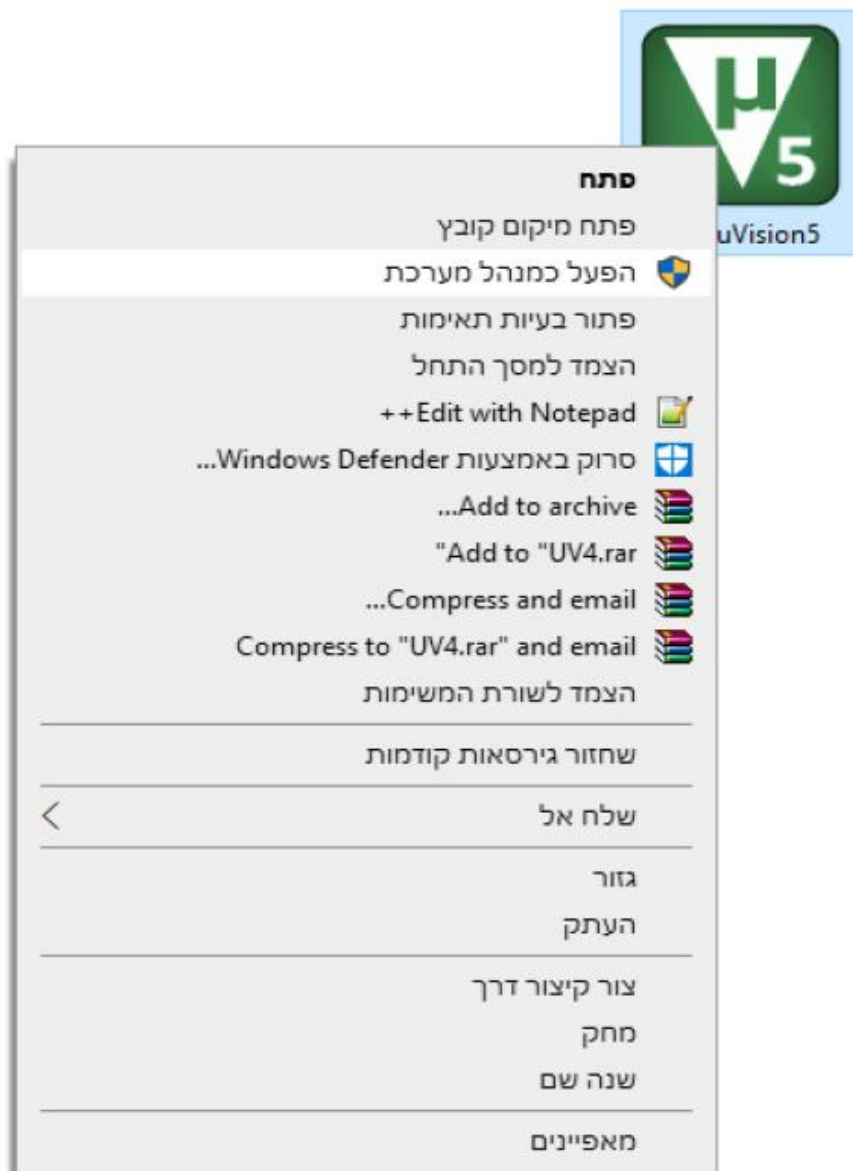 µ5
uVision5
פתח
פתח מיקום קובץ
הפעל כמנהל מערכת
פתור בעיות תאימות
הצמד למסך התחל
++Edit with Notepad
סרוק באמצעות Windows Defender...
...Add to archive
"Add to "UV4.rar
...Compress and email
Compress to "UV4.rar" and email
הצמד לשורת המשימות
שחזור גירסאות קודמות
שלח אל
גזור
העתק
צור קיצור דרך
מחק
שנה שם
מאפיינים